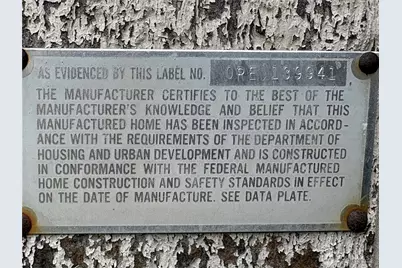 AS EVIDENCED BY THIS LABEL NO. ORE 139941
THE MANUFACTURER CERTIFIES TO THE BEST OF THE
MANUFACTURER'S KNOWLEDGE AND BELIEF THAT THIS
MANUFACTURED HOME HAS BEEN INSPECTED IN ACCORD-
ANCE WITH THE REQUIREMENTS OF THE DEPARTMENT OF
HOUSING AND URBAN DEVELOPMENT AND IS CONSTRUCTED
IN CONFORMANCE WITH THE FEDERAL MANUFACTURED
HOME CONSTRUCTION AND SAFETY STANDARDS IN EFFECT
ON THE DATE OF MANUFACTURE. SEE DATA PLATE.